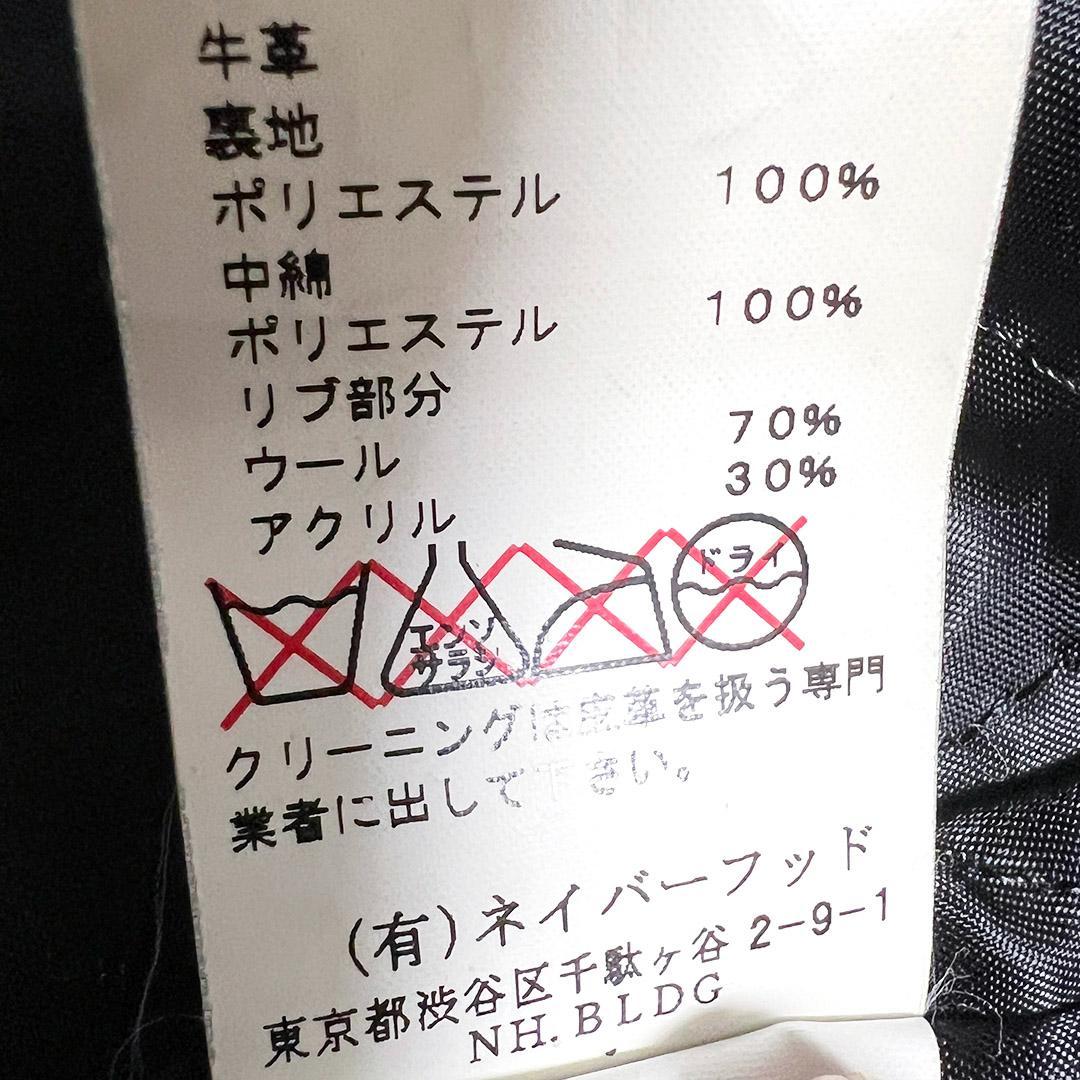 牛革
裏地
ポリエステル 100%
中綿
ポリエステル 100%
リブ部分
ウール 70%
アクリル 30%
エンソ
サラシ
ドライ
クリーニングは皮革を扱う専門
業者に出して下さい。
(有)ネイバーフッド
東京都渋谷区千駄ヶ谷 2-9-1
NH. BLDG